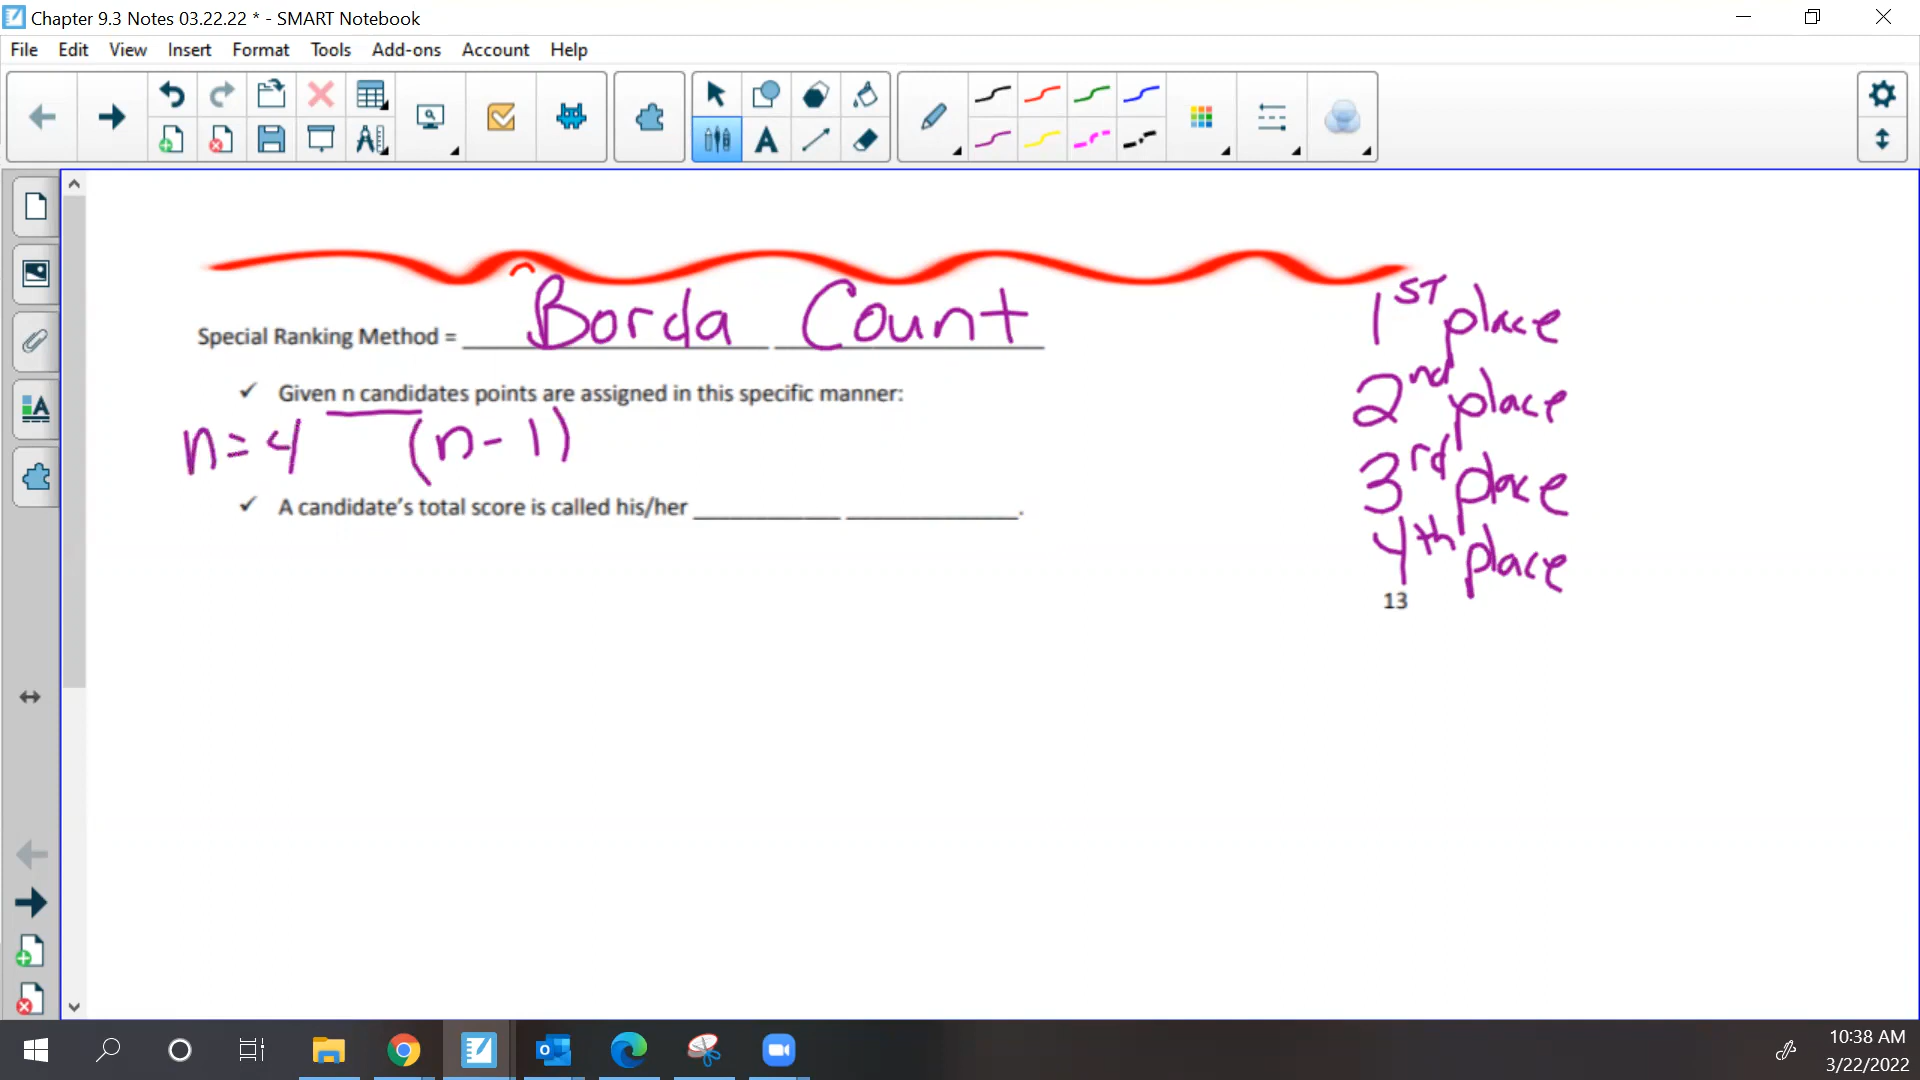 Chapter 9.3 Notes 03.22.22 * - SMART Notebook
File Edit View Insert Format Tools Add-ons Account Help
Special Ranking Method = Borda Count
✓ Given n candidates points are assigned in this specific manner:
n = 4 (n - 1)
✓ A candidate's total score is called his/her ____________ ______________.
1ST place
2nd place
3rd place
4th place
13
10:38 AM
3/22/2022